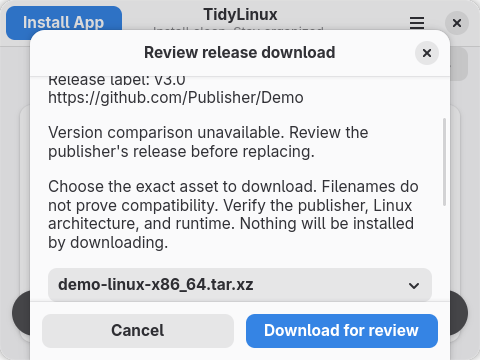 Install App
TidyLinux
Review release download
Release label: v3.0
https://github.com/Publisher/Demo
Version comparison unavailable. Review the
publisher's release before replacing.
Choose the exact asset to download. Filenames do
not prove compatibility. Verify the publisher, Linux
architecture, and runtime. Nothing will be installed
by downloading.
demo-linux-x86_64.tar.xz
Cancel
Download for review